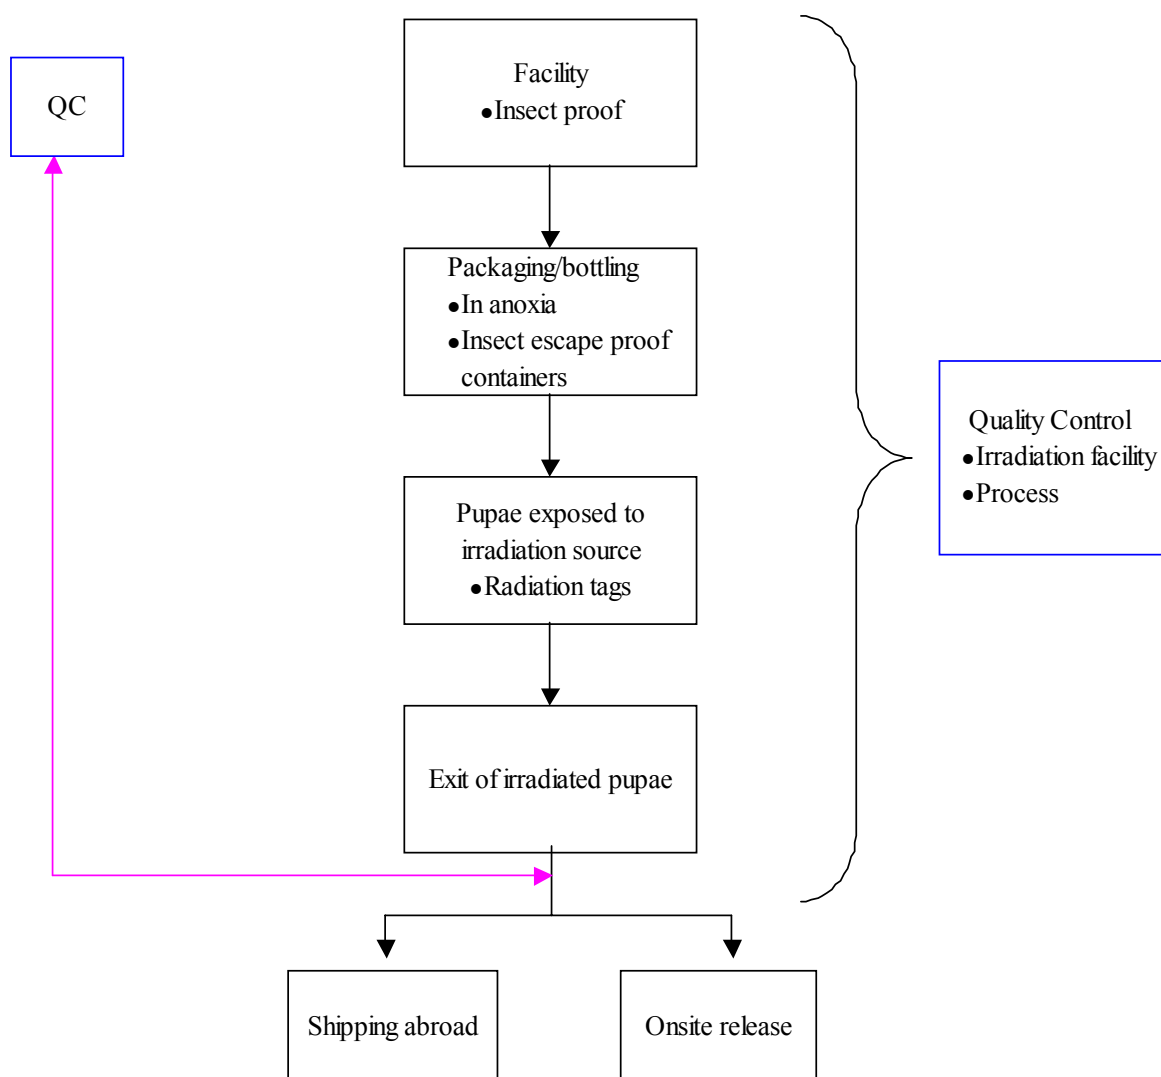 Facility
●Insect proof
QC
Packaging/bottling
●In anoxia
●Insect escape proof
containers
Quality Control
●Irradiation facility
●Process
Pupae exposed to
irradiation source
●Radiation tags
Exit of irradiated pupae
Shipping abroad
Onsite release